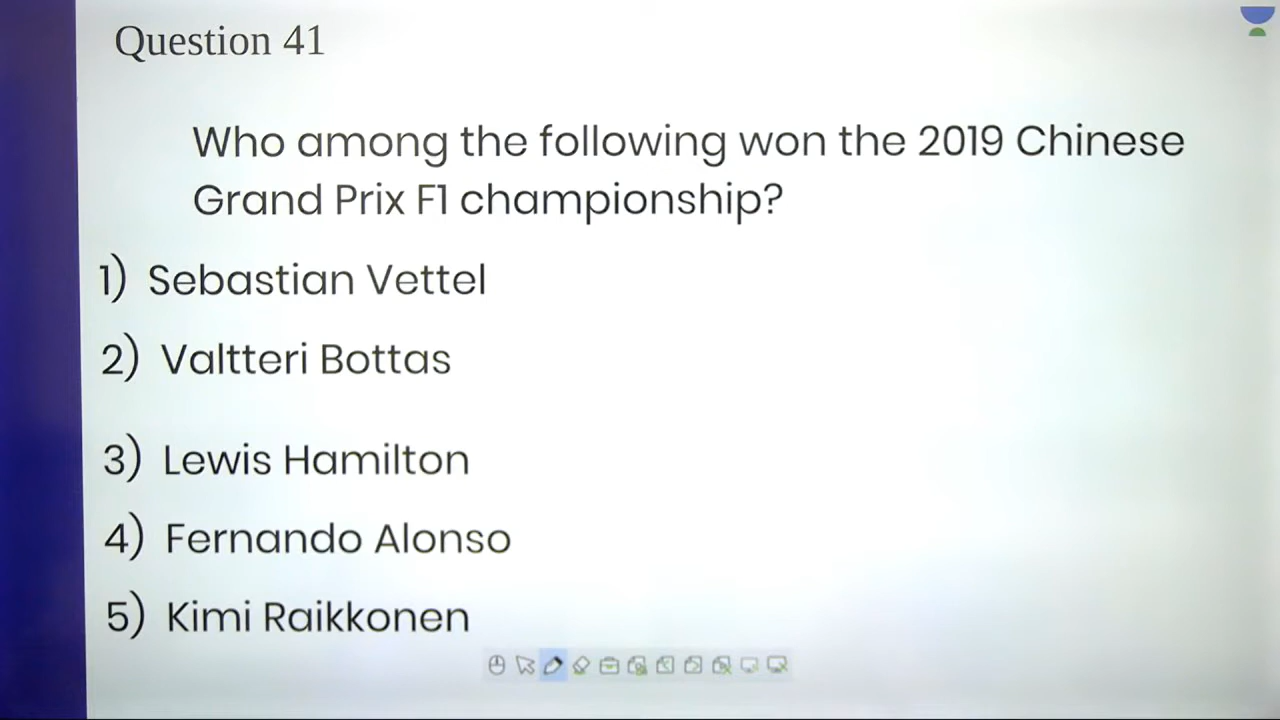 Question 41
Who among the following won the 2019 Chinese
Grand Prix F1 championship?
1) Sebastian Vettel
2) Valtteri Bottas
3) Lewis Hamilton
4) Fernando Alonso
5) Kimi Raikkonen